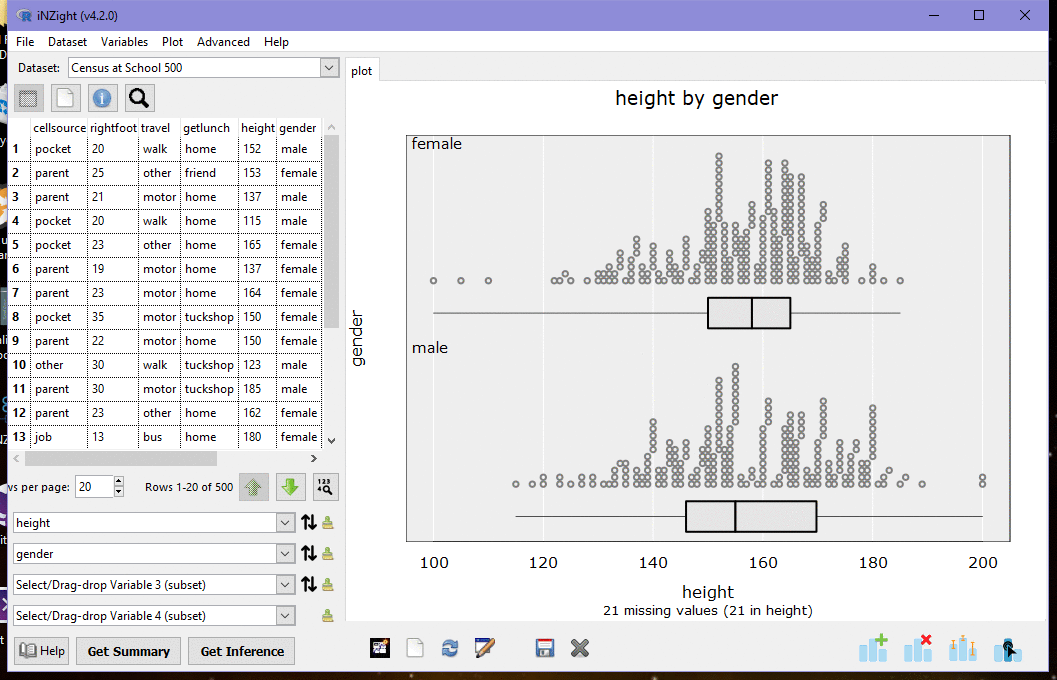 iNZight (v4.2.0)
File Dataset Variables Plot Advanced Help
Dataset: Census at School 500
cellsource rightfoot travel getlunch height gender
1 pocket 20 walk home 152 male
2 parent 25 other friend 153 female
3 parent 21 motor home 137 male
4 pocket 20 walk home 115 male
5 pocket 23 other home 165 female
6 parent 19 motor home 137 female
7 parent 23 motor home 164 female
8 pocket 35 motor tuckshop 150 female
9 parent 22 motor home 150 female
10 other 30 walk tuckshop 123 male
11 parent 30 motor tuckshop 185 male
12 parent 23 other home 162 female
13 job 13 bus home 180 female
vs per page: 20 Rows 1-20 of 500
height
gender
Select/Drag-drop Variable 3 (subset)
Select/Drag-drop Variable 4 (subset)
Help Get Summary Get Inference
plot
height by gender
female
male
gender
100 120 140 160 180 200
height
21 missing values (21 in height)